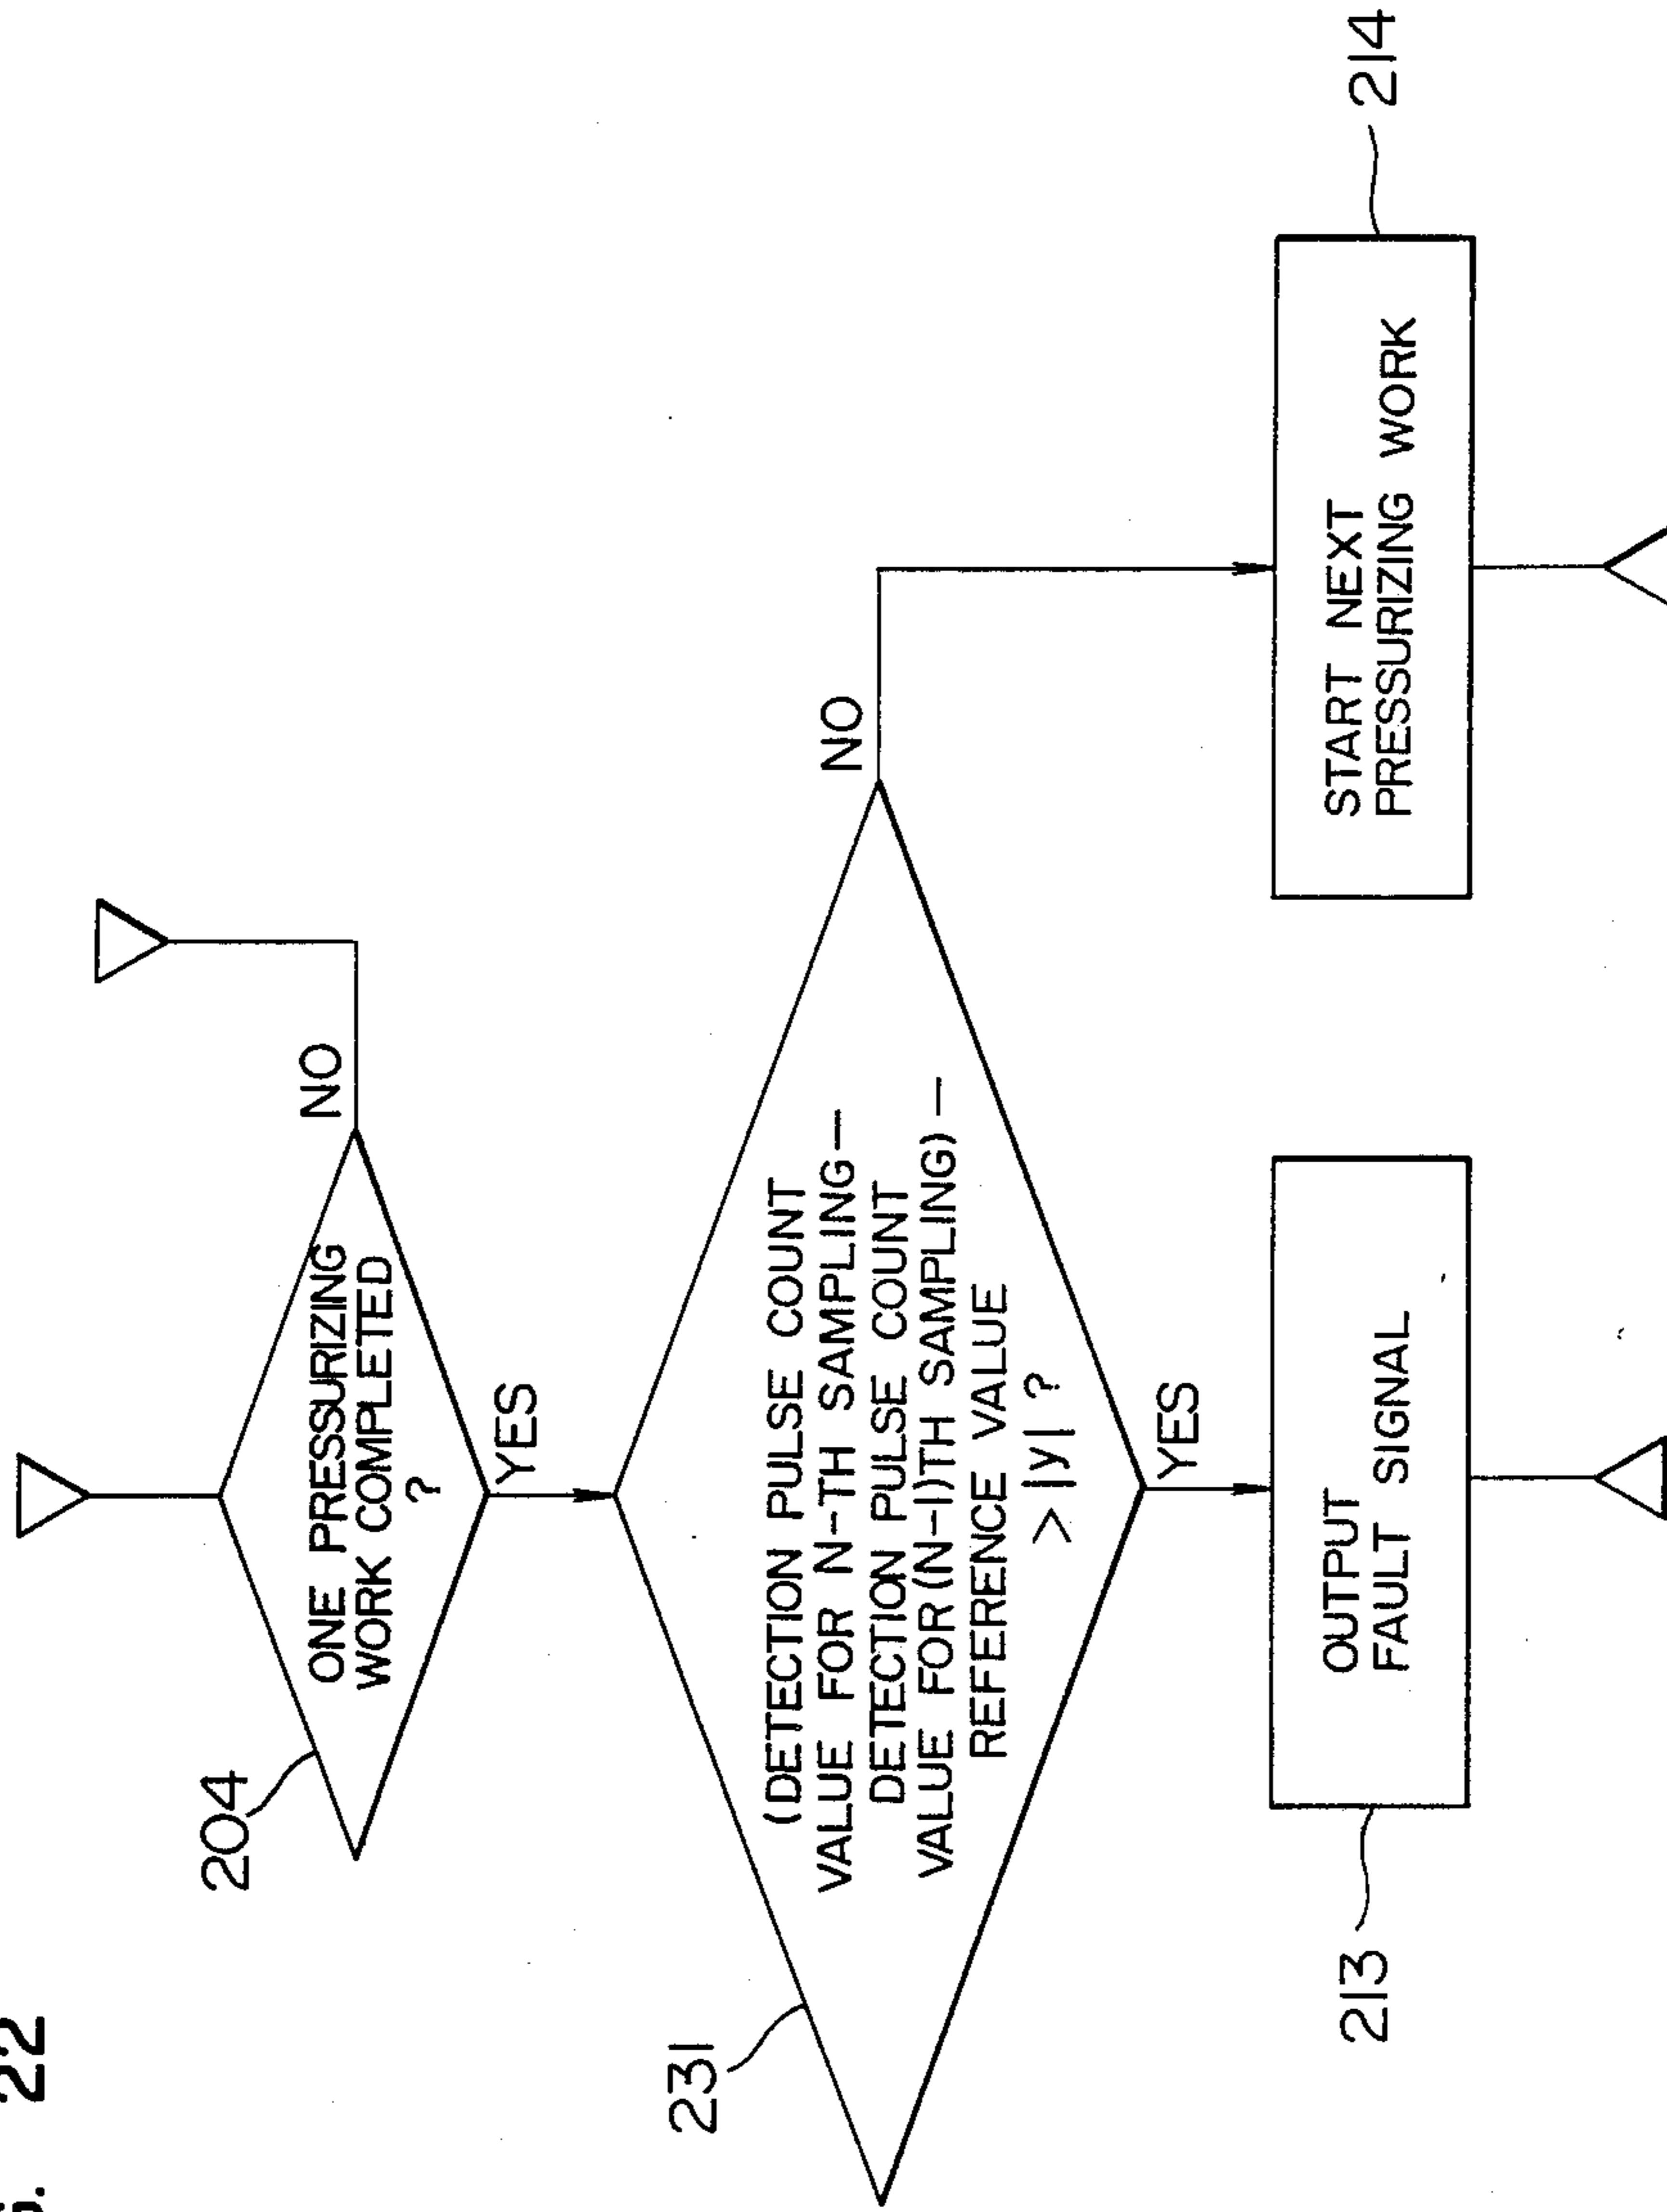 22
204
ONE PRESSURIZING
WORK COMPLETED
?
NO
YES
231
(DETECTION PULSE COUNT
VALUE FOR N-TH SAMPLING—
DETECTION PULSE COUNT
VALUE FOR (N-1)TH SAMPLING) —
REFERENCE VALUE
>|y|?
NO
YES
213
OUTPUT
FAULT SIGNAL
START NEXT
PRESSURIZING WORK
214